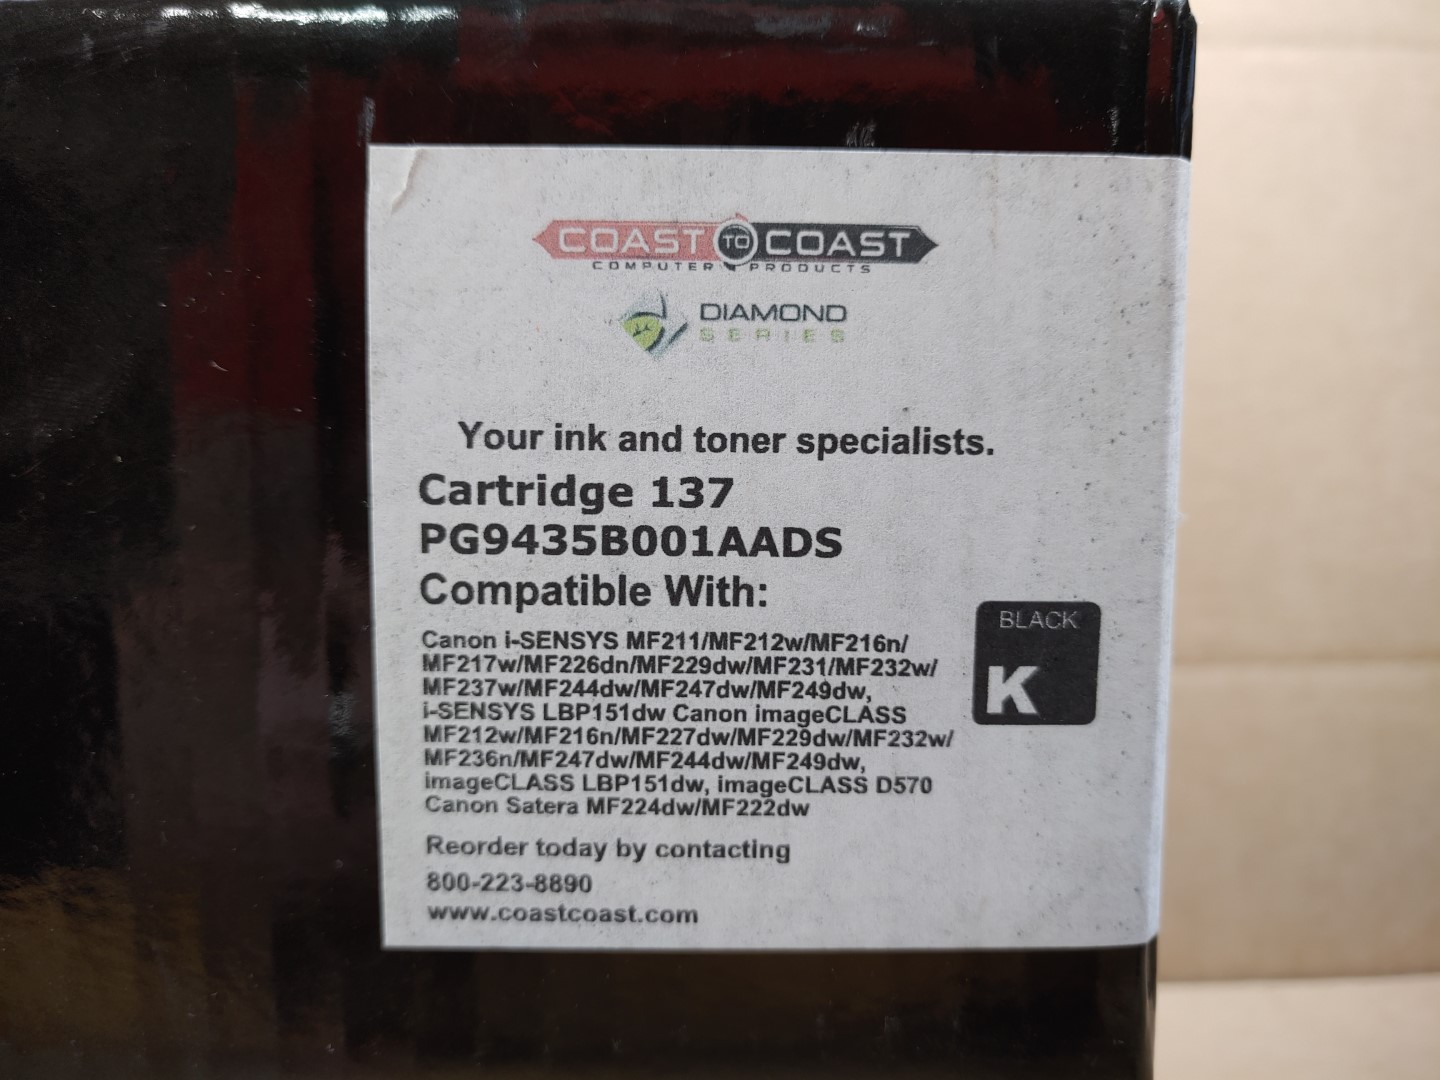 COAST TO COAST
COMPUTER PRODUCTS
DIAMOND
SERIES
Your ink and toner specialists.
Cartridge 137
PG9435B001AADS
Compatible With:
Canon i-SENSYS MF211/MF212w/MF216n/
MF217w/MF226dn/MF229dw/MF231/MF232w/
MF237w/MF244dw/MF247dw/MF249dw,
i-SENSYS LBP151dw Canon imageCLASS
MF212w/MF216n/MF227dw/MF229dw/MF232w/
MF236n/MF247dw/MF244dw/MF249dw,
imageCLASS LBP151dw, imageCLASS D570
Canon Satera MF224dw/MF222dw
BLACK
K
Reorder today by contacting
800-223-8890
www.coastcoast.com